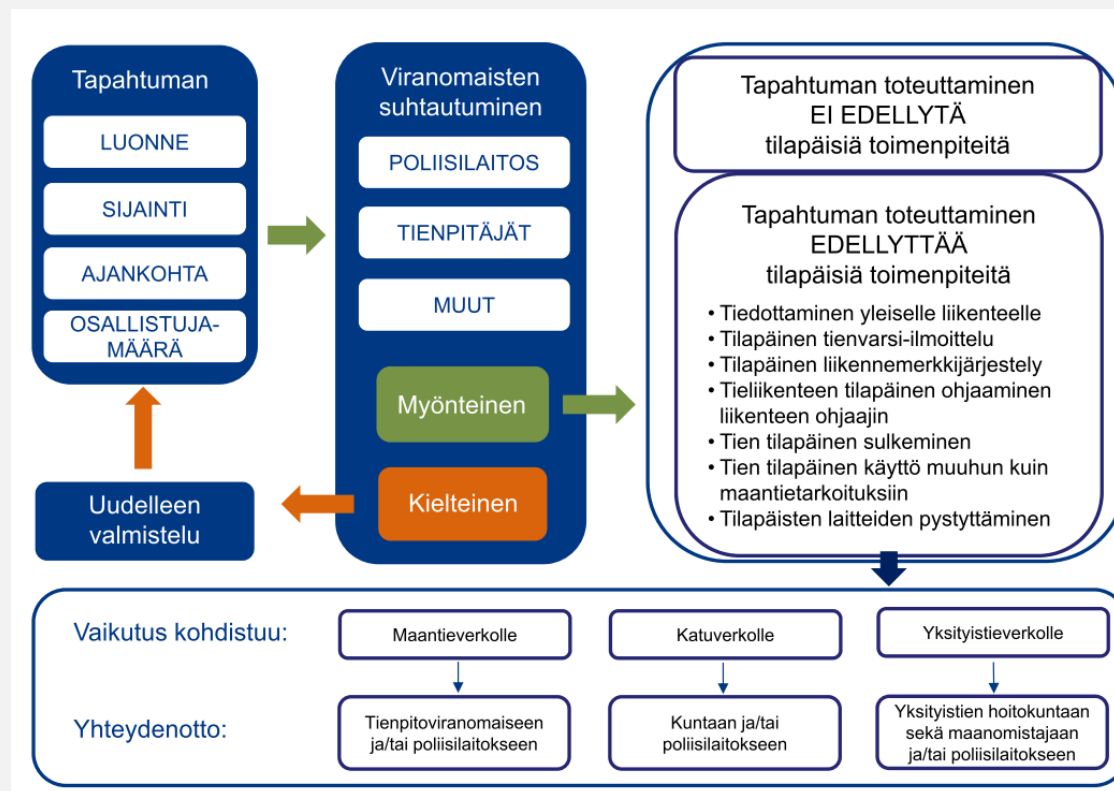 Tapahtuman
LUONNE
SIJAINTI
AJANKOHTA
OSALLISTUJA-
MÄÄRÄ
Uudelleen
valmistelu
Viranomaisten
suhtautuminen
POLIISILAITOS
TIENPITÄJÄT
MUUT
Myönteinen
Kielteinen
Tapahtuman toteuttaminen
EI EDELLYTÄ
tilapäisiä toimenpiteitä
Tapahtuman toteuttaminen
EDELLYTTÄÄ
tilapäisiä toimenpiteitä
• Tiedottaminen yleiselle liikenteelle
• Tilapäinen tienvarsi-ilmoittelu
• Tilapäinen liikennemerkkijärjestely
• Tieliikenteen tilapäinen ohjaaminen
liikenteen ohjaajin
• Tien tilapäinen sulkeminen
• Tien tilapäinen käyttö muuhun kuin
maantietarkoituksiin
• Tilapäisten laitteiden pystyttäminen
Vaikutus kohdistuu:
Maantieverkolle
Katuverkolle
Yksityistieverkolle
Yhteydenotto:
Tienpitoviranomaiseen
ja/tai poliisilaitokseen
Kuntaan ja/tai
poliisilaitokseen
Yksityistien hoitokuntaan
sekä maanomistajaan
ja/tai poliisilaitokseen